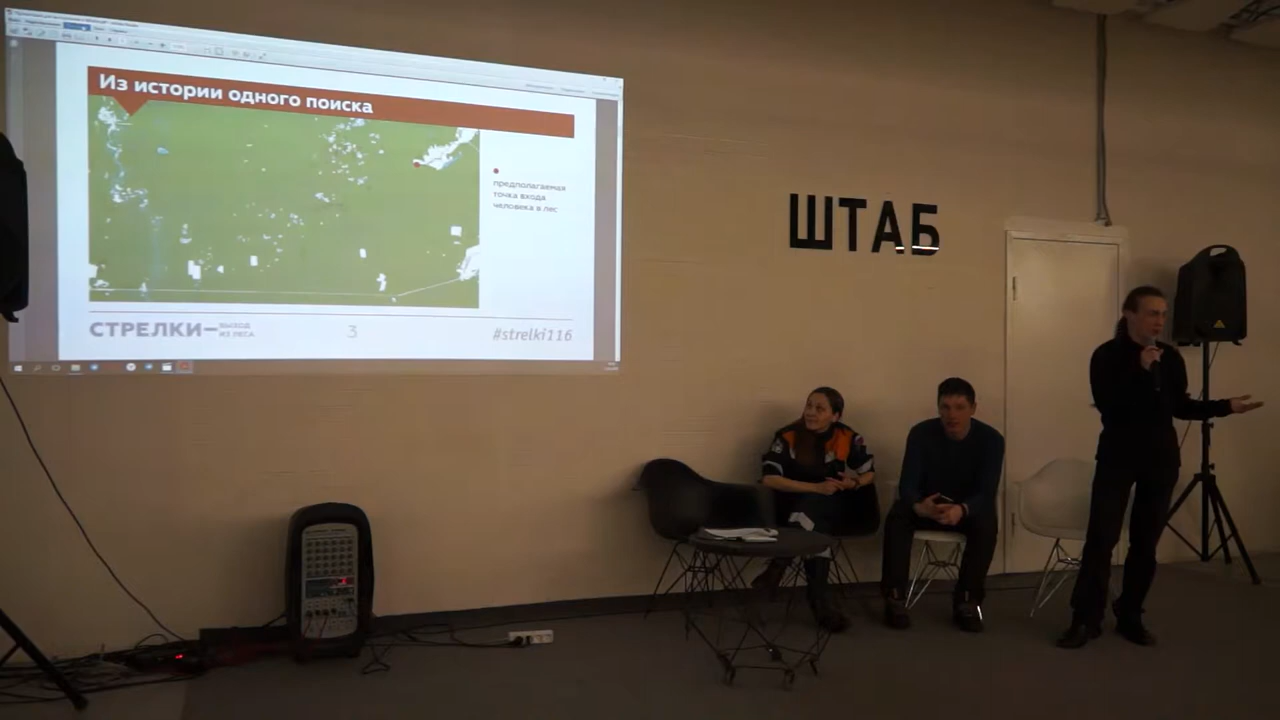 Из истории одного поиска
предполагаемая
точка входа
человека в лес
СТРЕЛКИ—ВЫХОД
ИЗ ЛЕСА
3
#strelki116
ШТАБ